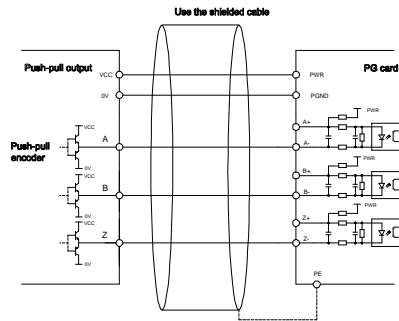 Use the shielded cable
Push-pull output
PG card
VCC
PWR
0V
PGND
Push-pull
encoder
VCC
A
0V
A+
A-
PWR
VCC
B
0V
B+
B-
PWR
VCC
Z
0V
Z+
Z-
PWR
PE